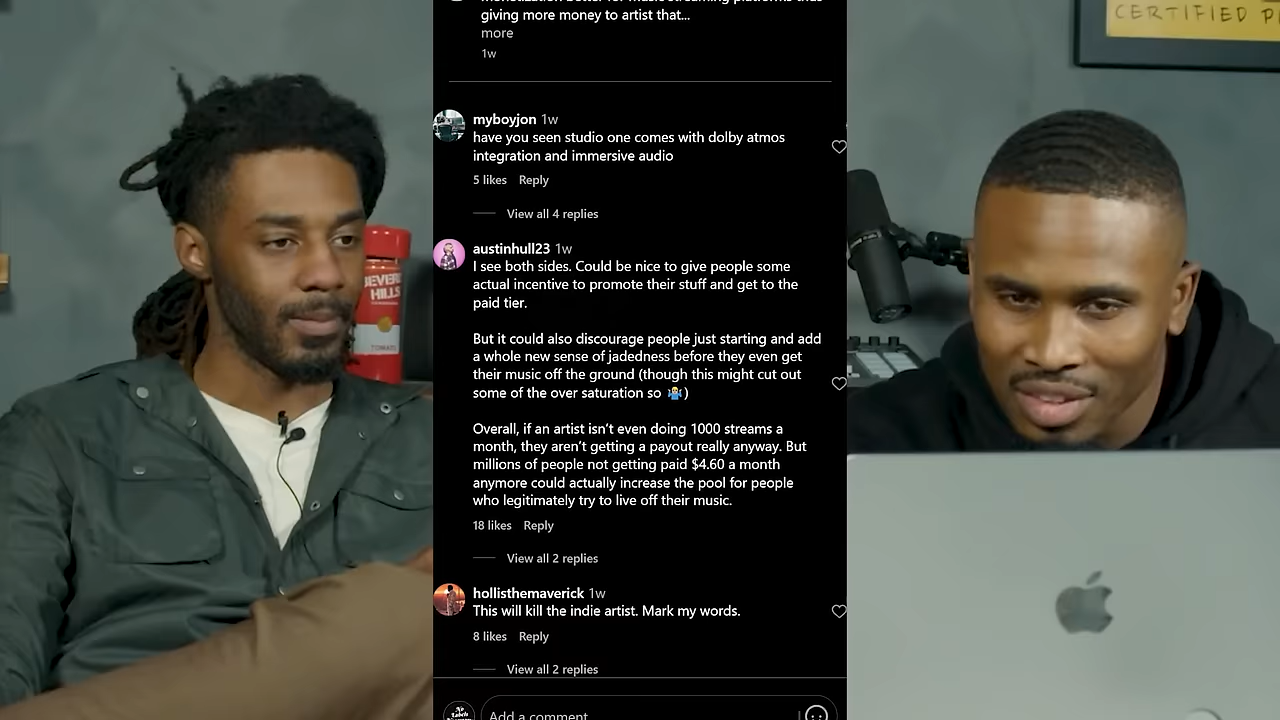 giving more money to artist that...
more
1w
myboyjon 1w
have you seen studio one comes with dolby atmos
integration and immersive audio
5 likes Reply
View all 4 replies
austinhull23 1w
I see both sides. Could be nice to give people some
actual incentive to promote their stuff and get to the
paid tier.
But it could also discourage people just starting and add
a whole new sense of jadedness before they even get
their music off the ground (though this might cut out
some of the over saturation so 🤷‍♂️)
Overall, if an artist isn’t even doing 1000 streams a
month, they aren’t getting a payout really anyway. But
millions of people not getting paid $4.60 a month
anymore could actually increase the pool for people
who legitimately try to live off their music.
18 likes Reply
View all 2 replies
hollisthemaverick 1w
This will kill the indie artist. Mark my words.
8 likes Reply
View all 2 replies
Add a comment
BEVERLY
HILLS
TOMATO
CERTIFIED P